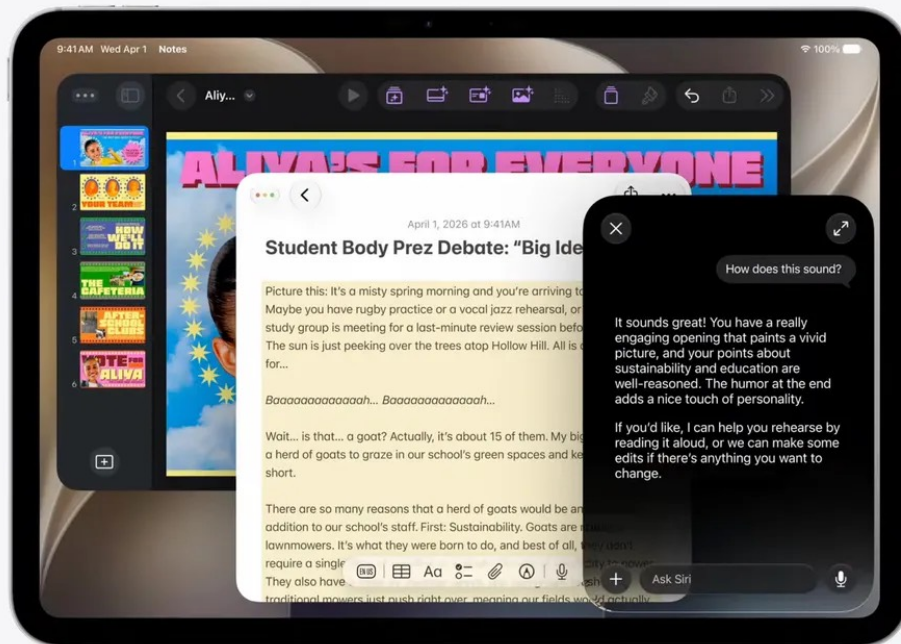 9:41 AM Wed Apr 1 Notes
100%
Aliy...
ALIYA'S FOR EVERYONE
1
2
YOUR TEAM
3
HOW WE'LL DO IT
4
THE CAFETERIA
5
AFTER-SCHOOL CLUBS
6
VOTE FOR ALIYA
April 1, 2026 at 9:41AM
Student Body Prez Debate: “Big Ide
Picture this: It's a misty spring morning and you're arriving to
Maybe you have rugby practice or a vocal jazz rehearsal, or
study group is meeting for a last-minute review session befo
The sun is just peeking over the trees atop Hollow Hill. All is
for...
Baaaaaaaaaaaah... Baaaaaaaaaaaaah...
Wait... is that... a goat? Actually, it's about 15 of them. My big
a herd of goats to graze in our school's green spaces and ke
short.
There are so many reasons that a herd of goats would be an
addition to our school's staff. First: Sustainability. Goats are
lawnmowers. It's what they were born to do, and best of all, they don't
require a single
They also have
traditional mowers just push right over, meaning our fields would actually
EN US
Aa
How does this sound?
It sounds great! You have a really
engaging opening that paints a vivid
picture, and your points about
sustainability and education are
well-reasoned. The humor at the end
adds a nice touch of personality.
If you'd like, I can help you rehearse by
reading it aloud, or we can make some
edits if there's anything you want to
change.
Ask Siri